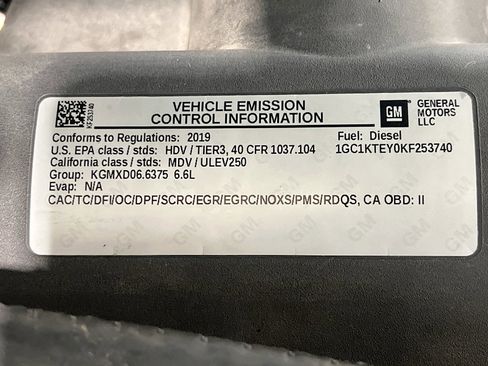 KF253740
VEHICLE EMISSION
CONTROL INFORMATION
GM
GENERAL
MOTORS
LLC
Conforms to Regulations: 2019
Fuel: Diesel
U.S. EPA class / stds: HDV / TIER3, 40 CFR 1037.104
1GC1KTEY0KF253740
California class / stds: MDV / ULEV250
Group: KGMXD06.6375 6.6L
Evap: N/A
CAC/TC/DFI/OC/DPF/SCRC/EGR/EGRC/NOXS/PMS/RDQS, CA OBD: II